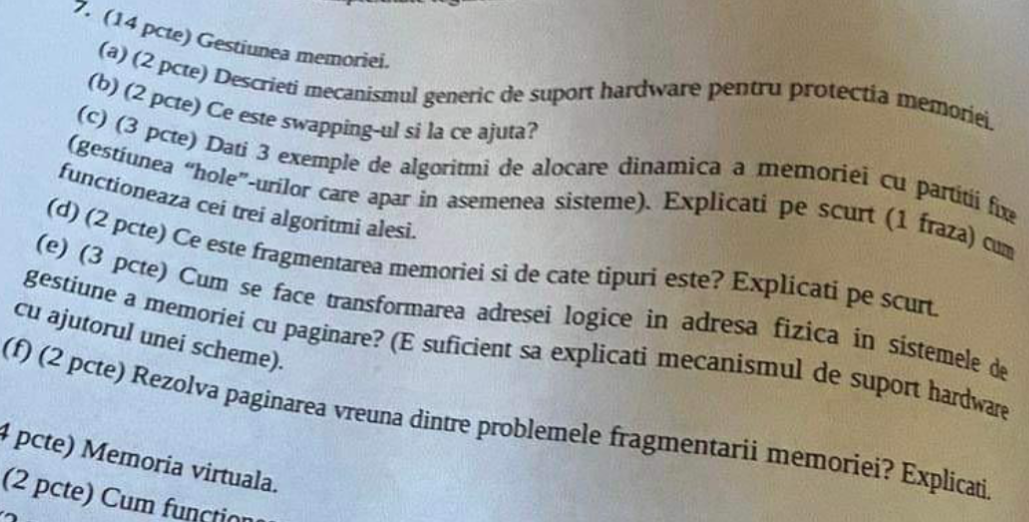 7. (14 pcte) Gestiunea memoriei.
(a) (2 pcte) Descrieti mecanismul generic de suport hardware pentru protectia memoriei.
(b) (2 pcte) Ce este swapping-ul si la ce ajuta?
(c) (3 pcte) Dati 3 exemple de algoritmi de alocare dinamica a memoriei cu partitii fixe
(gestiunea “hole”-urilor care apar in asemenea sisteme). Explicati pe scurt (1 fraza) cum
functioneaza cei trei algoritmi alesi.
(d) (2 pcte) Ce este fragmentarea memoriei si de cate tipuri este? Explicati pe scurt.
(e) (3 pcte) Cum se face transformarea adresei logice in adresa fizica in sistemele de
gestiune a memoriei cu paginare? (E suficient sa explicati mecanismul de suport hardware
cu ajutorul unei scheme).
(f) (2 pcte) Rezolva paginarea vreuna dintre problemele fragmentarii memoriei? Explicati.
4 pcte) Memoria virtuala.
(2 pcte) Cum